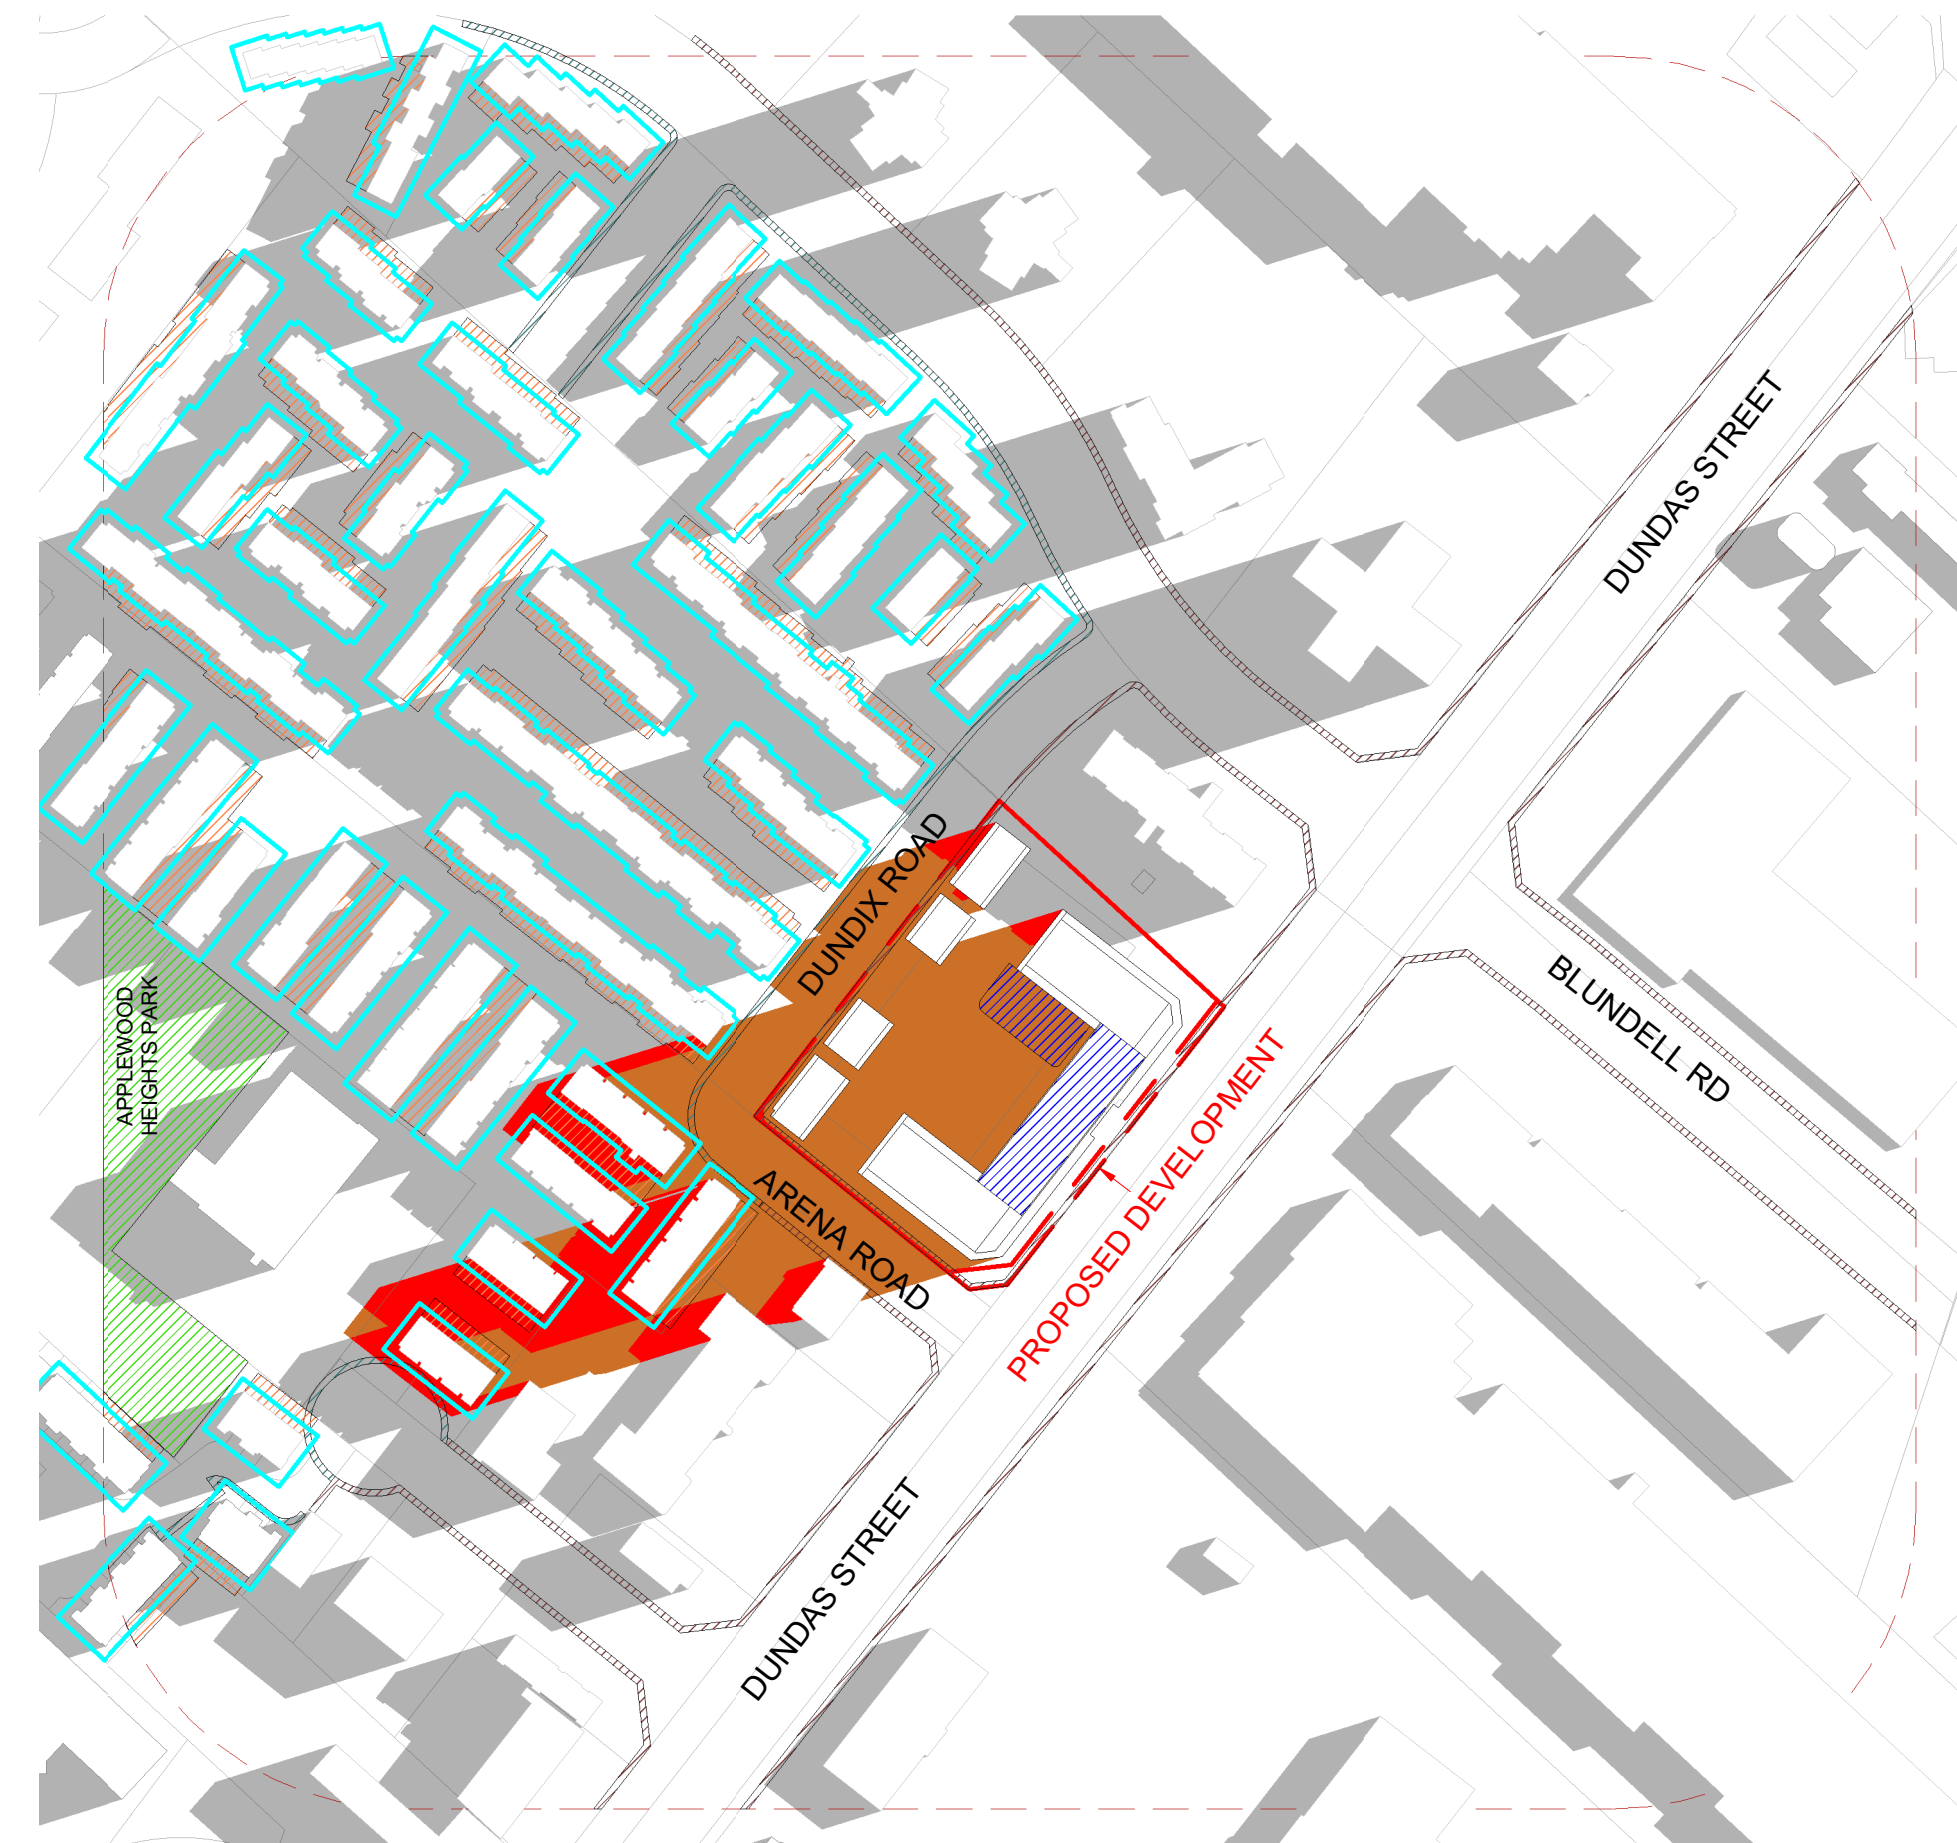 DUNDAS STREET
DUNDIX ROAD
APPLEWOOD
HEIGHTS PARK
BLUNDELL RD
ARENA ROAD
PROPOSED DEVELOPMENT
DUNDAS STREET